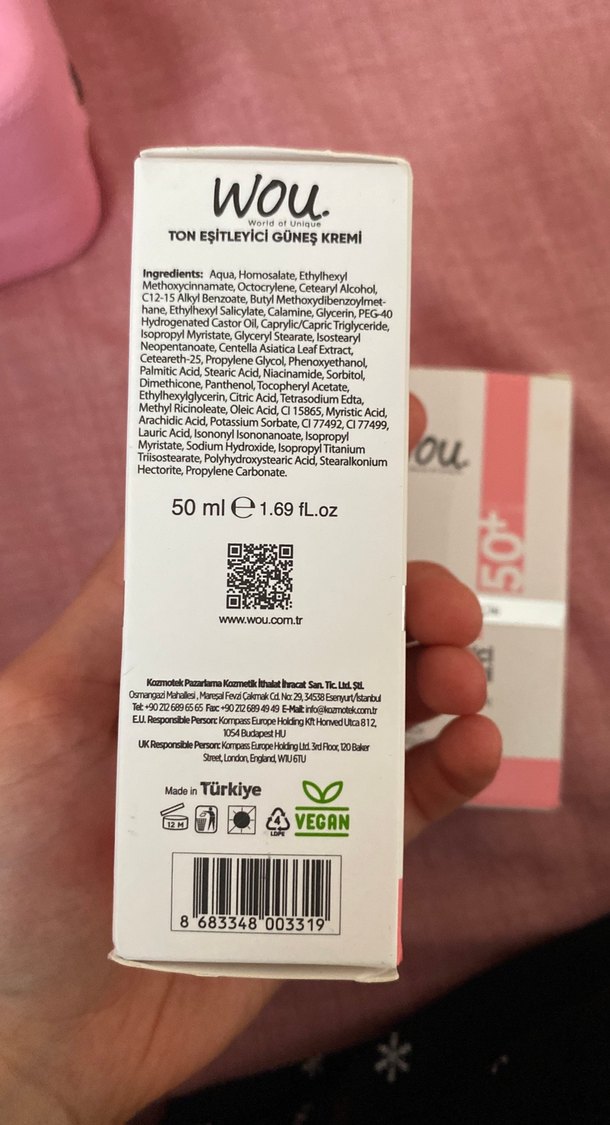 wou.
World of Unique
TON EŞİTLEYİCİ GÜNEŞ KREMİ
Ingredients: Aqua, Homosalate, Ethylhexyl
Methoxycinnamate, Octocrylene, Cetearyl Alcohol,
C12-15 Alkyl Benzoate, Butyl Methoxydibenzoylmet-
hane, Ethylhexyl Salicylate, Calamine, Glycerin, PEG-40
Hydrogenated Castor Oil, Caprylic/Capric Triglyceride,
Isopropyl Myristate, Glyceryl Stearate, Isostearyl
Neopentanoate, Centella Asiatica Leaf Extract,
Ceteareth-25, Propylene Glycol, Phenoxyethanol,
Palmitic Acid, Stearic Acid, Niacinamide, Sorbitol,
Dimethicone, Panthenol, Tocopheryl Acetate,
Ethylhexylglycerin, Citric Acid, Tetrasodium Edta,
Methyl Ricinoleate, Oleic Acid, CI 15865, Myristic Acid,
Arachidic Acid, Potassium Sorbate, CI 77492, CI 77499,
Lauric Acid, Isononyl Isononanoate, Isopropyl
Myristate, Sodium Hydroxide, Isopropyl Titanium
Triisostearate, Polyhydroxystearic Acid, Stearalkonium
Hectorite, Propylene Carbonate.
50 ml e 1.69 fL.oz
www.wou.com.tr
Kozmotek Pazarlama Kozmetik İthalat İhracat San. Tic. Ltd. Şti.
Osmangazi Mahallesi, Mareşal Fevzi Çakmak Cd. No: 29, 34538 Esenyurt/İstanbul
Tel: +90 212 689 65 65 Fax: +90 212 689 49 49 E-Mail: info@kozmotek.com.tr
E.U. Responsible Person: Kompass Europe Holding Kft Honved Utca 8 1 2,
1054 Budapest HU
UK Responsible Person: Kompass Europe Holding Ltd. 3rd Floor, 120 Baker
Street, London, England, W1U 6TU
Made in Türkiye
12 M
4
LDPE
VEGAN
8 683348 003319
ou.
50+